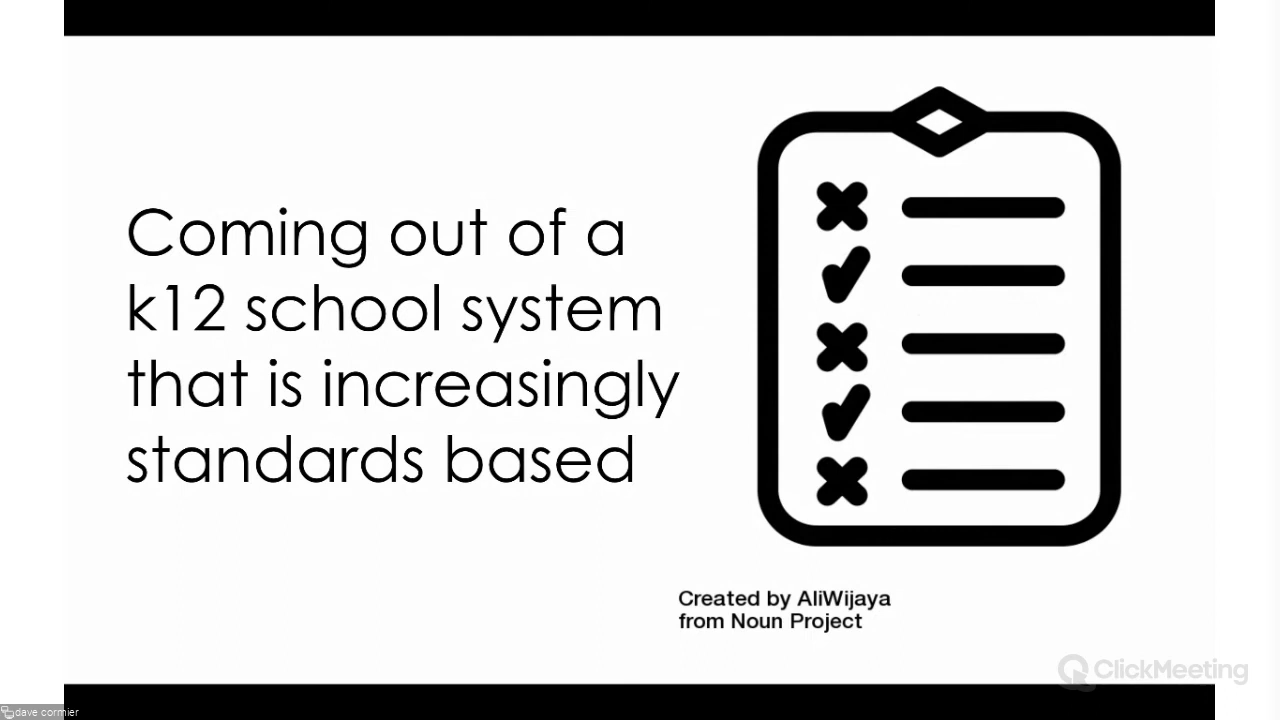 Coming out of a
k12 school system
that is increasingly
standards based
Created by AliWijaya
from Noun Project
ClickMeeting
dave cormier